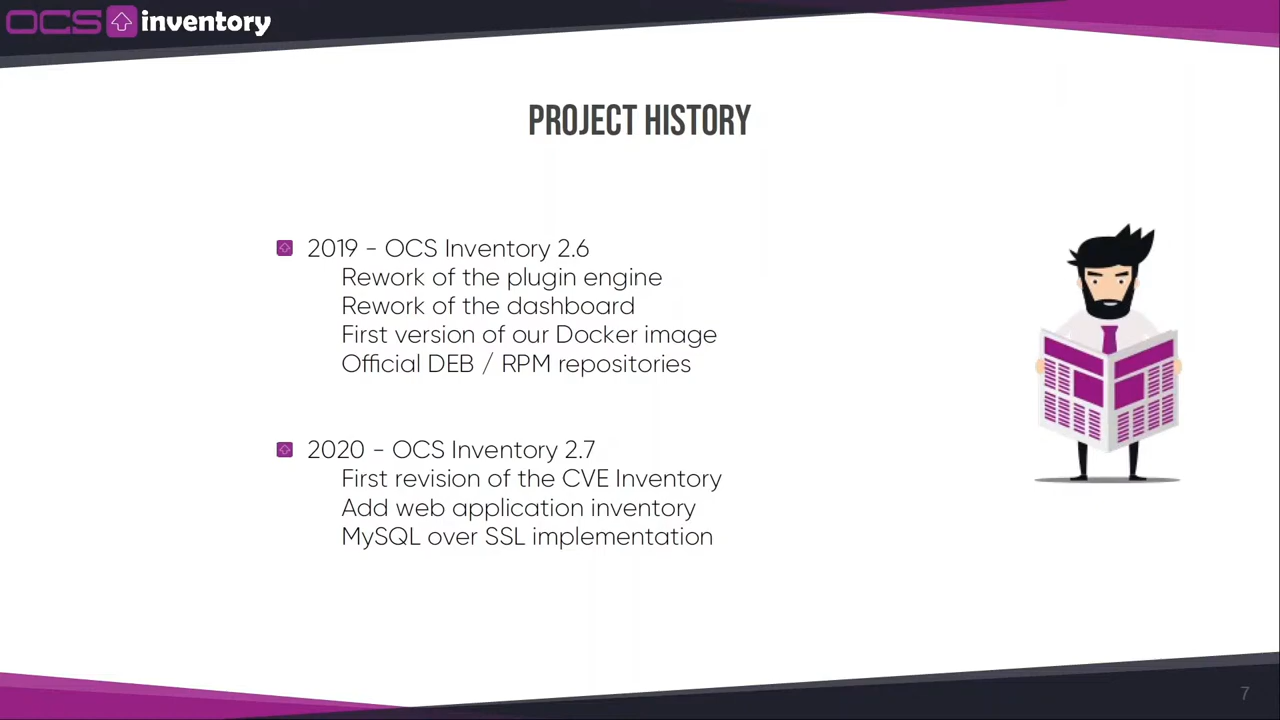 OCS inventory
PROJECT HISTORY
2019 - OCS Inventory 2.6
Rework of the plugin engine
Rework of the dashboard
First version of our Docker image
Official DEB / RPM repositories
2020 - OCS Inventory 2.7
First revision of the CVE Inventory
Add web application inventory
MySQL over SSL implementation
7